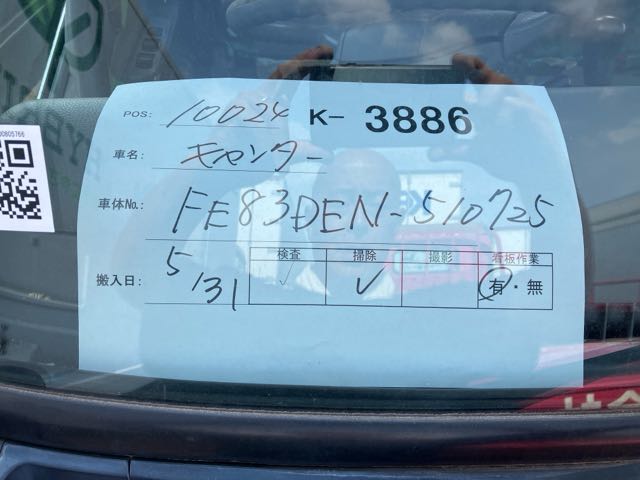 00805766
POS: 10024 K- 3886
車名: キャンター
車体No.: FE83DEN-510725
搬入日: 5/31
検査 掃除 撮影 看板作業
✓ ✓ 有・無